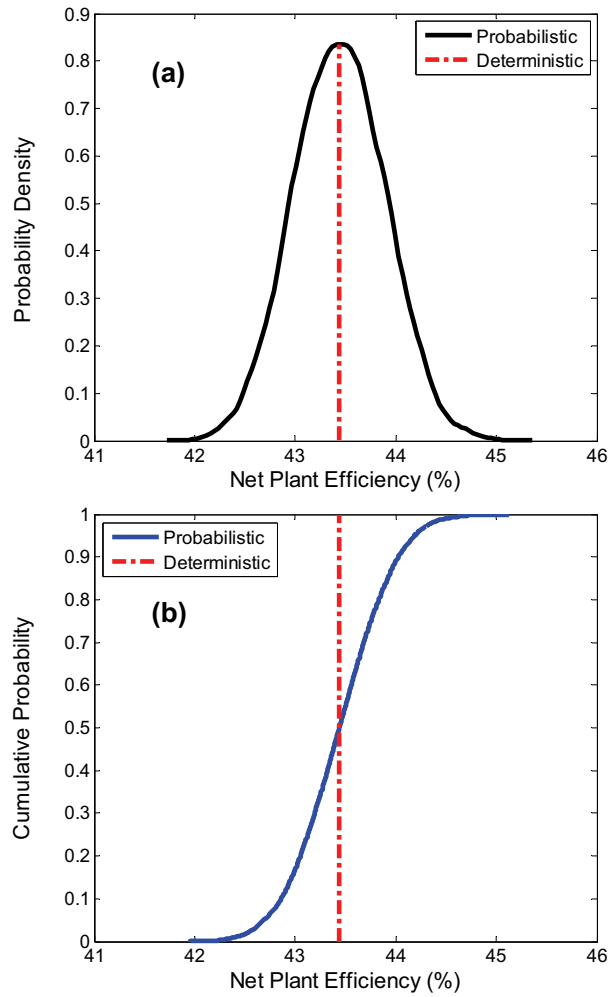 0.9
0.8
0.7
0.6
0.5
0.4
0.3
0.2
0.1
0
Probability Density
(a)
Probabilistic
Deterministic
41 42 43 44 45 46
Net Plant Efficiency (%)
1
0.9
0.8
0.7
0.6
0.5
0.4
0.3
0.2
0.1
0
Cumulative Probability
Probabilistic
Deterministic
(b)
41 42 43 44 45 46
Net Plant Efficiency (%)